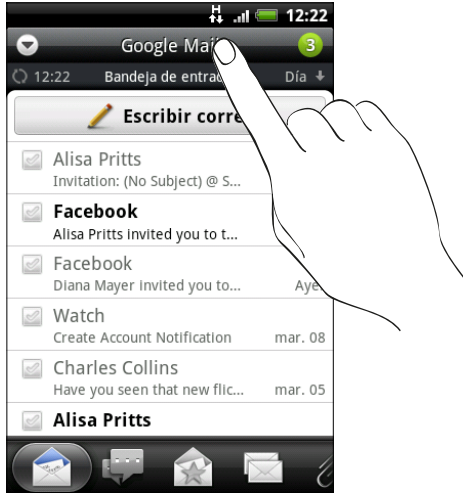 H 12:22
Google Mai
3
12:22 Bandeja de entrad Día
Escribir corre
Alisa Pritts
Invitation: (No Subject) @ S...
Facebook
Alisa Pritts invited you to t...
Facebook
Diana Mayer invited you to... Aye
Watch
Create Account Notification mar. 08
Charles Collins
Have you seen that new flic... mar. 05
Alisa Pritts